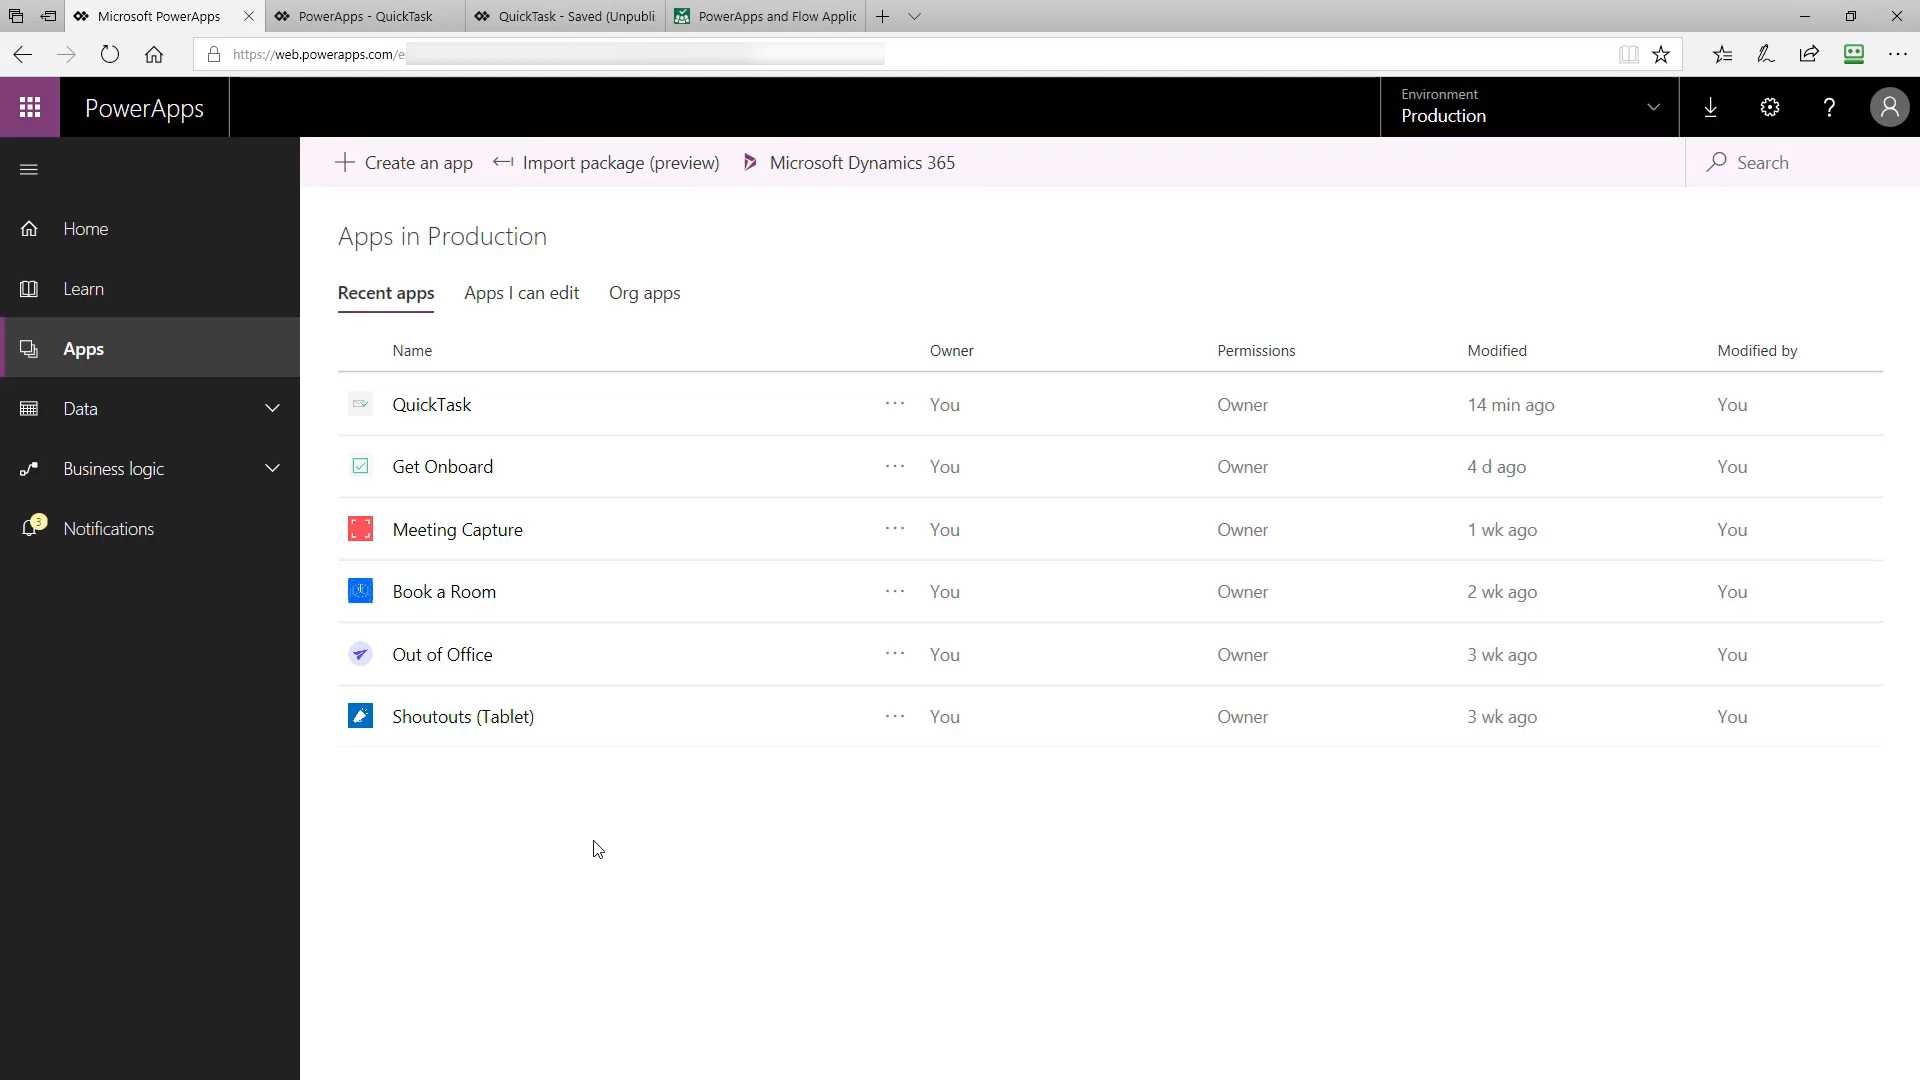 Microsoft PowerApps
PowerApps - QuickTask
QuickTask - Saved (Unpubli
PowerApps and Flow Applic
https://web.powerapps.com/e
PowerApps
Environment
Production
?
Create an app
Import package (preview)
Microsoft Dynamics 365
Search
Home
Learn
Apps
Data
Business logic
3
Notifications
Apps in Production
Recent apps Apps I can edit Org apps
Name Owner Permissions Modified Modified by
QuickTask ··· You Owner 14 min ago You
Get Onboard ··· You Owner 4 d ago You
Meeting Capture ··· You Owner 1 wk ago You
Book a Room ··· You Owner 2 wk ago You
Out of Office ··· You Owner 3 wk ago You
Shoutouts (Tablet) ··· You Owner 3 wk ago You